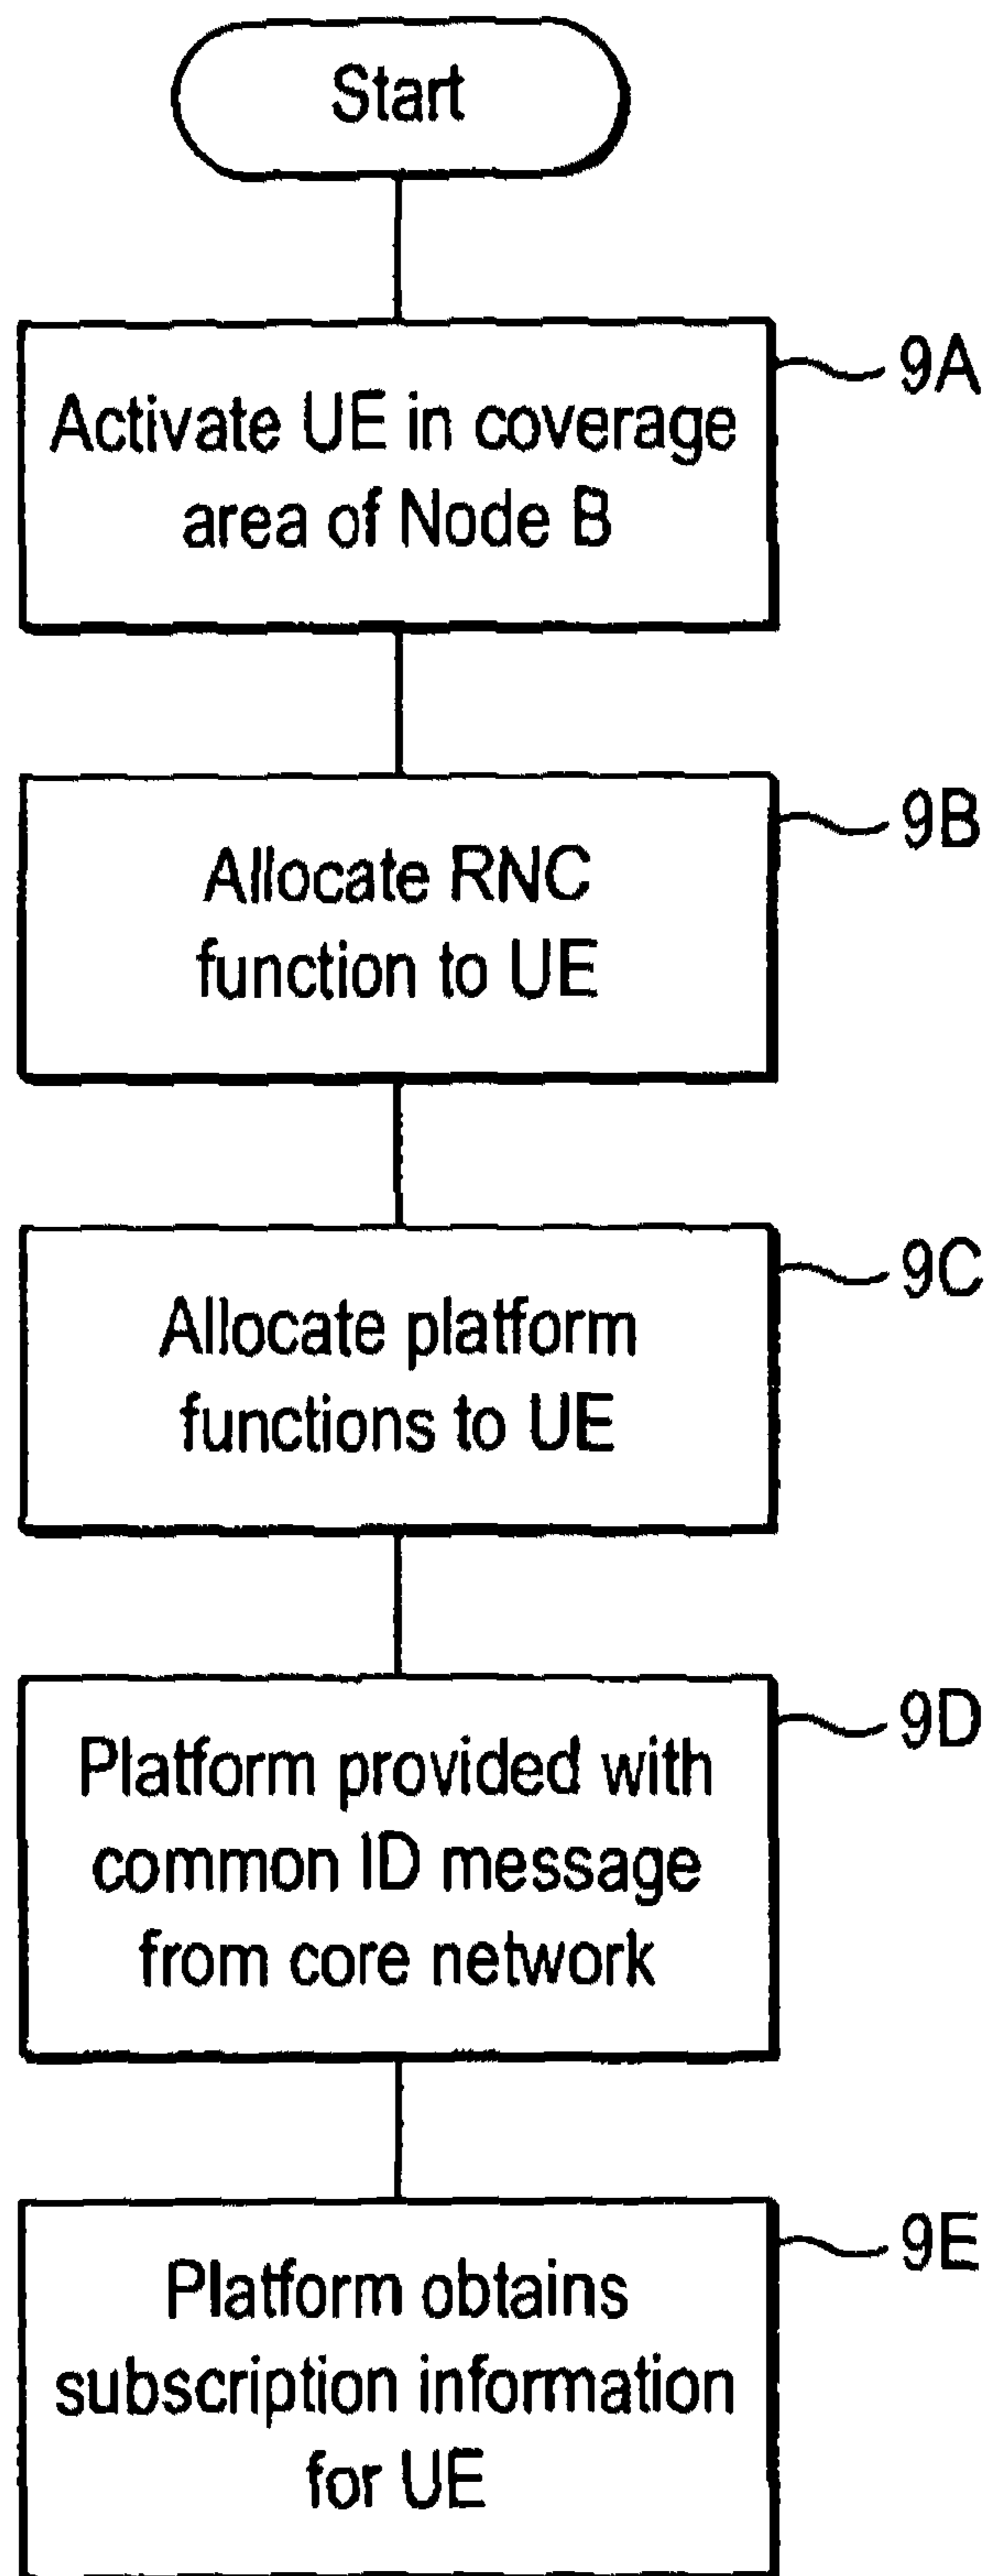 Start
9A
Activate UE in coverage
area of Node B
9B
Allocate RNC
function to UE
9C
Allocate platform
functions to UE
9D
Platform provided with
common ID message
from core network
9E
Platform obtains
subscription information
for UE